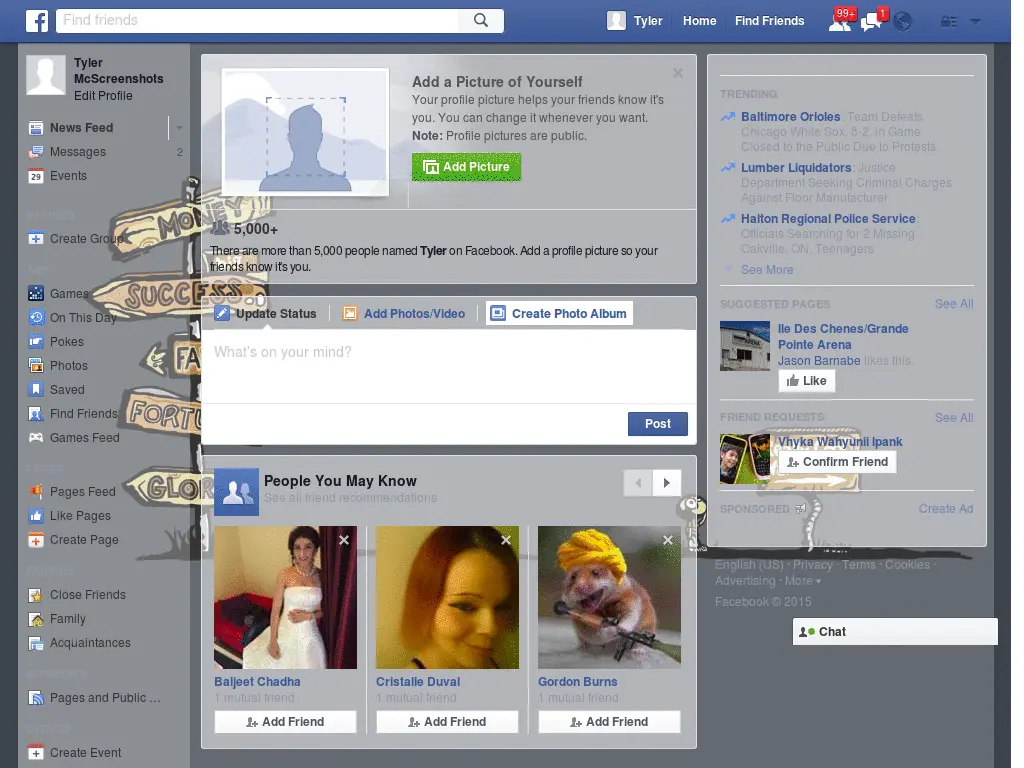 Find friends
Tyler
Home
Find Friends
99+
1
Tyler
McScreenshots
Edit Profile
News Feed
Messages
2
29
Events
Create Group
Games
On This Day
Pokes
Photos
Saved
Find Friends
Games Feed
PAGES
Pages Feed
Like Pages
Create Page
FRIENDS
Close Friends
Family
Acquaintances
Pages and Public ...
EVENTS
Create Event
MONEY!!
SUCCESS..
FA
FORTU
GLOR
Add a Picture of Yourself
Your profile picture helps your friends know it's
you. You can change it whenever you want.
Note: Profile pictures are public.
Add Picture
5,000+
There are more than 5,000 people named Tyler on Facebook. Add a profile picture so your
friends know it's you.
Update Status
Add Photos/Video
Create Photo Album
What's on your mind?
Post
People You May Know
See all friend recommendations
Baljeet Chadha
1 mutual friend
Add Friend
Cristalle Duval
1 mutual friend
Add Friend
Gordon Burns
1 mutual friend
Add Friend
TRENDING
Baltimore Orioles: Team Defeats
Chicago White Sox, 8-2, in Game
Closed to the Public Due to Protests
Lumber Liquidators: Justice
Department Seeking Criminal Charges
Against Floor Manufacturer
Halton Regional Police Service:
Officials Searching for 2 Missing
Oakville, ON, Teenagers
See More
SUGGESTED PAGES
See All
Ile Des Chenes/Grande
Pointe Arena
Jason Barnabe likes this.
Like
FRIEND REQUESTS
See All
Vhyka Wahyunii Ipank
Confirm Friend
SPONSORED
Create Ad
English (US) · Privacy · Terms · Cookies ·
Advertising · More
Facebook © 2015
Chat